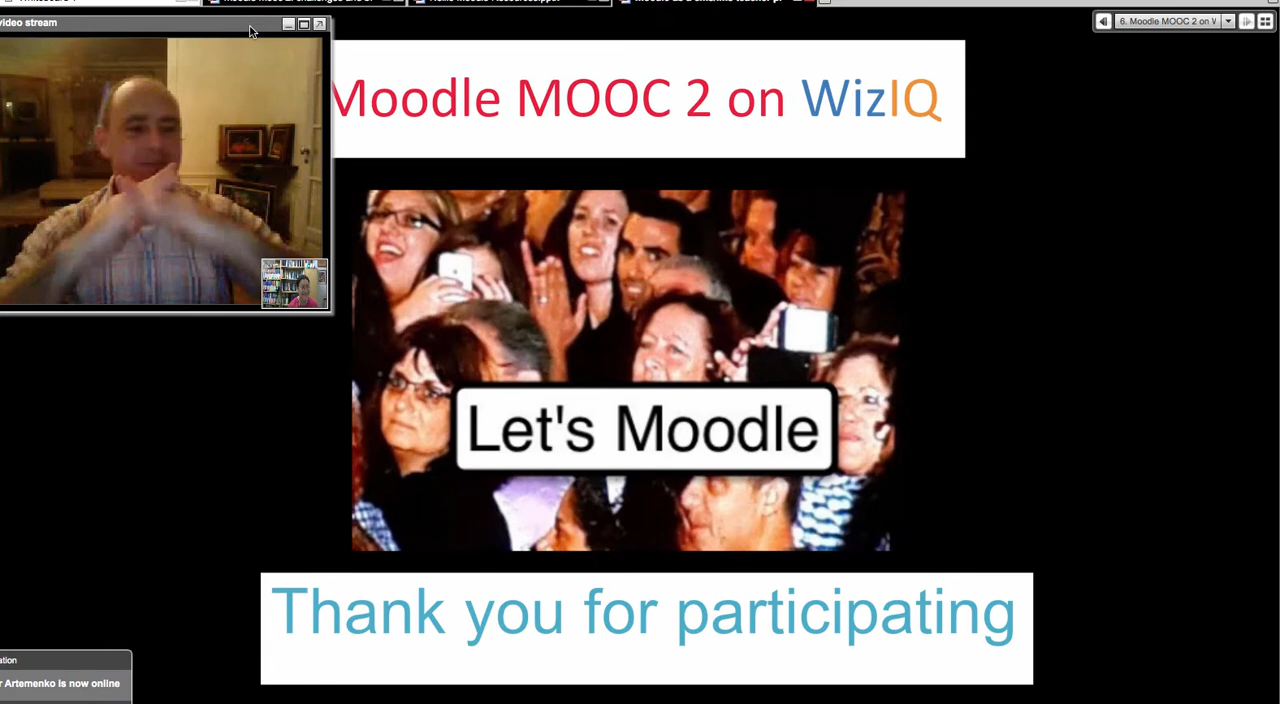 video stream
6. Moodle MOOC 2 on W
Moodle MOOC 2 on WizIQ
Let's Moodle
Thank you for participating
ation
r Artemenko is now online